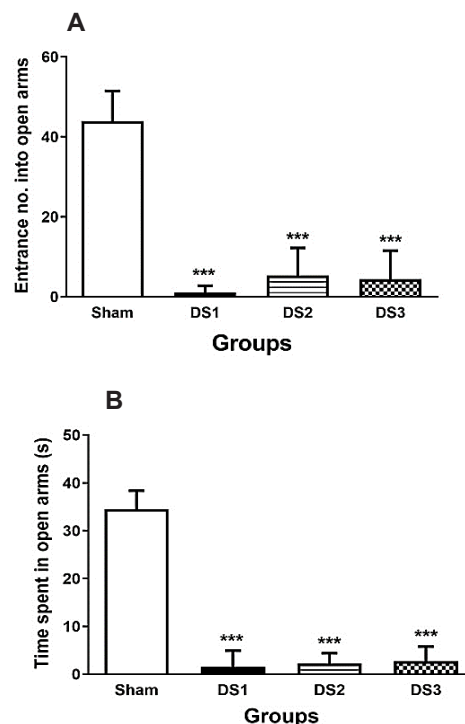 A
Entrance no. into open arms
60
40
20
0
***
***
***
Sham DS1 DS2 DS3
Groups
B
Time spent in open arms (s)
50
40
30
20
10
0
***
***
***
Sham DS1 DS2 DS3
Groups